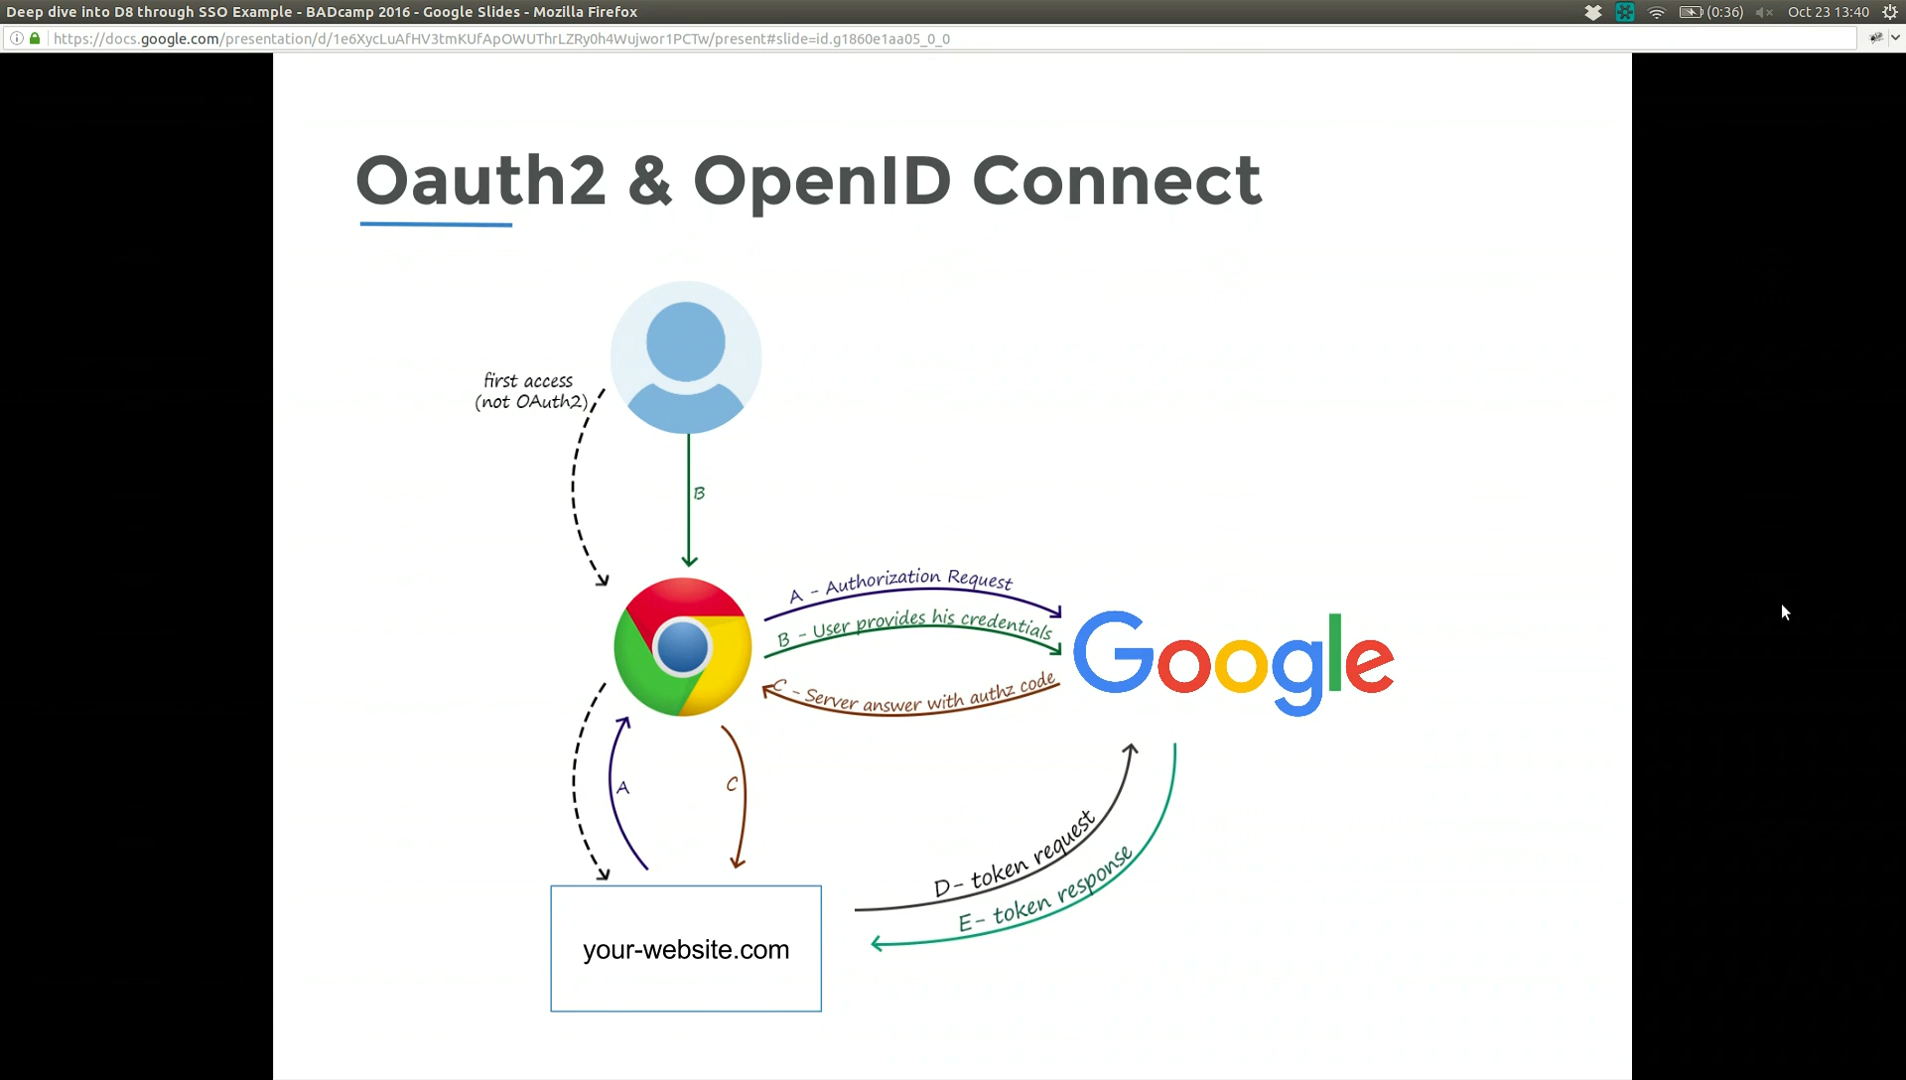 Deep dive into D8 through SSO Example - BADcamp 2016 - Google Slides - Mozilla Firefox
(0:36)
Oct 23 13:40
https://docs.google.com/presentation/d/1e6XycLuAfHV3tmKUfApOWUThrLZRy0h4Wujwor1PCTw/present#slide=id.g1860e1aa05_0_0
Oauth2 & OpenID Connect
first access
(not OAuth2)
B
A - Authorization Request
B - User provides his credentials
C - Server answer with authz code
Google
A
C
D- token request
E- token response
your-website.com